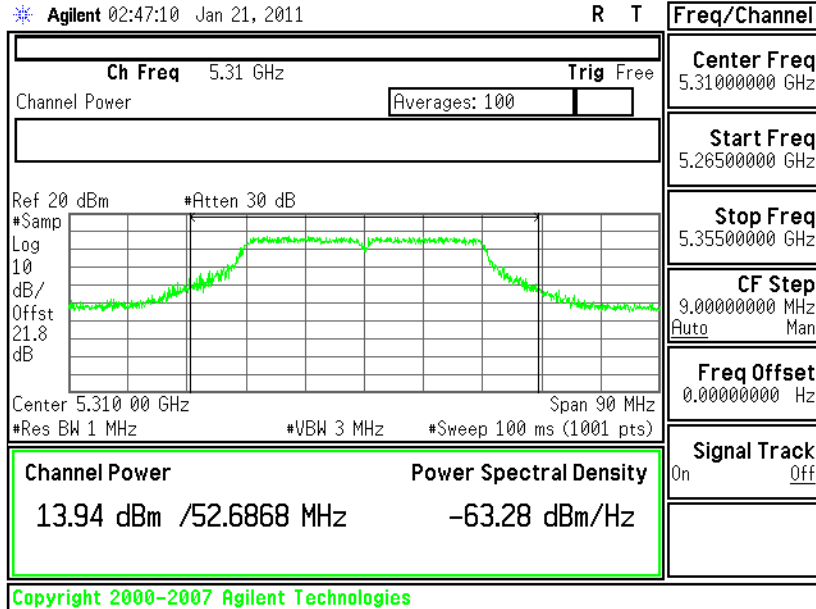 Agilent 02:47:10 Jan 21, 2011 R T
Freq/Channel
Ch Freq 5.31 GHz Trig Free
Channel Power Averages: 100
Ref 20 dBm #Atten 30 dB
#Samp
Log
10
dB/
Offst
21.8
dB
Center 5.310 00 GHz Span 90 MHz
#Res BW 1 MHz #VBW 3 MHz #Sweep 100 ms (1001 pts)
Channel Power Power Spectral Density
13.94 dBm /52.6868 MHz -63.28 dBm/Hz
Center Freq
5.31000000 GHz
Start Freq
5.26500000 GHz
Stop Freq
5.35500000 GHz
CF Step
9.00000000 MHz
Auto Man
Freq Offset
0.00000000 Hz
Signal Track
On Off
Copyright 2000-2007 Agilent Technologies